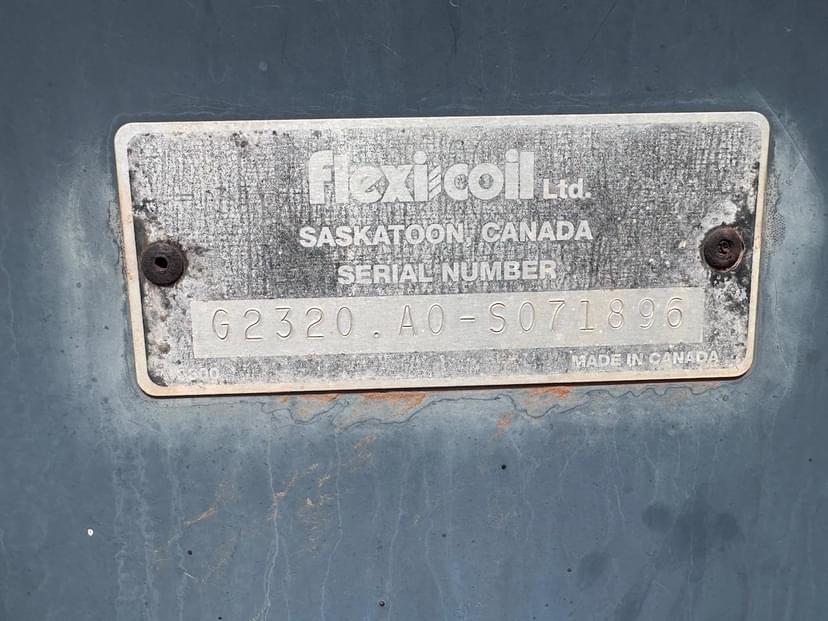 flexi-coil Ltd.
SASKATOON, CANADA
SERIAL NUMBER
G2320.A0-S071896
MADE IN CANADA